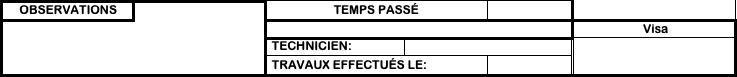 OBSERVATIONS
TEMPS PASSÉ
Visa
TECHNICIEN:
TRAVAUX EFFECTUÉS LE: